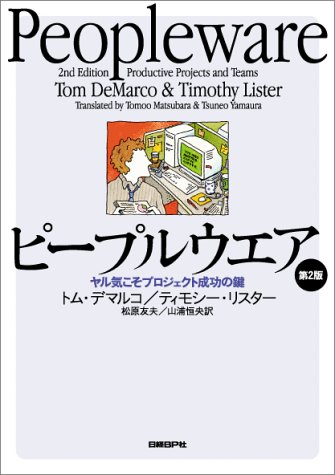 Peopleware
2nd Edition Productive Projects and Teams
Tom DeMarco & Timothy Lister
Translated by Tomoo Matsubara & Tsuneo Yamaura
ピープルウエア
第2版
ヤル気こそプロジェクト成功の鍵
トム・デマルコ／ティモシー・リスター
松原友夫／山浦恒央訳
日経BP社